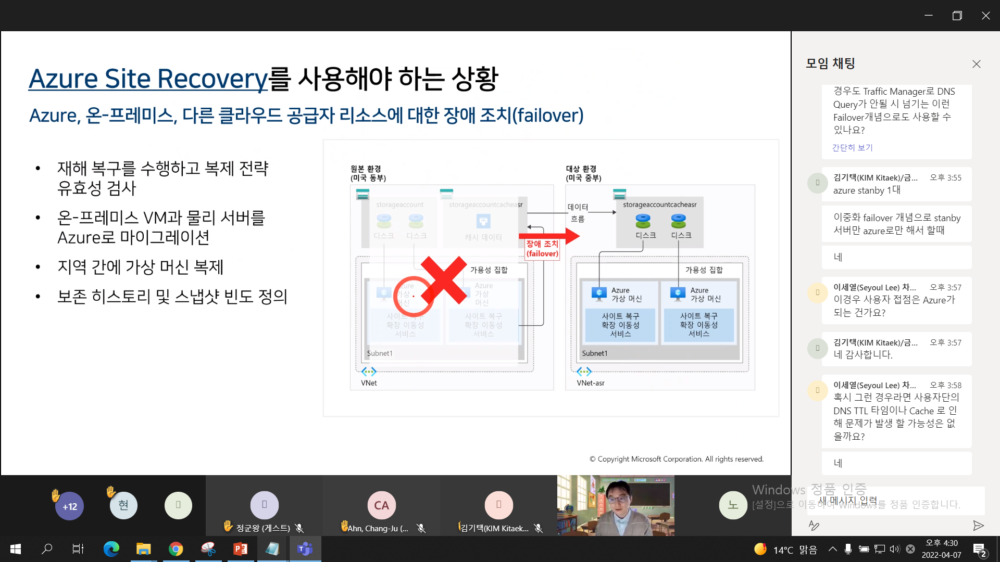 Azure Site Recovery를 사용해야 하는 상황
Azure, 온-프레미스, 다른 클라우드 공급자 리소스에 대한 장애 조치(failover)
• 재해 복구를 수행하고 복제 전략
유효성 검사
• 온-프레미스 VM과 물리 서버를
Azure로 마이그레이션
• 지역 간에 가상 머신 복제
• 보존 히스토리 및 스냅샷 빈도 정의
원본 환경
(미국 동부)
storageaccount
storageaccountcacheasr
디스크
디스크
캐시 데이터
가용성 집합
Azure
가상
머신
Azure
가상
머신
사이트 복구
확장 이동성
서비스
사이트 복구
확장 이동성
서비스
Subnet1
VNet
데이터
흐름
장애 조치
(failover)
대상 환경
(미국 중부)
storageaccountcacheasr
디스크
디스크
가용성 집합
Azure
가상 머신
Azure
가상 머신
사이트 복구
확장 이동성
서비스
사이트 복구
확장 이동성
서비스
Subnet1
VNet-asr
© Copyright Microsoft Corporation. All rights reserved.
모임 채팅
경우도 Traffic Manager로 DNS
Query가 안될 시 넘기는 이런
Failover개념으로도 사용할 수
있나요?
간단히 보기
김기택(KIM Kitaek)/금... 오후 3:55
azure stanby 1대
이중화 failover 개념으로 stanby
서버만 azure로만 해서 할때
네
이세열(Seyoul Lee) 차... 오후 3:57
이경우 사용자 접점은 Azure가
되는 건가요?
김기택(KIM Kitaek)/금... 오후 3:57
네 감사합니다.
이세열(Seyoul Lee) 차... 오후 3:58
혹시 그런 경우라면 사용자단의
DNS TTL 타임이나 Cache 로 인
해 문제가 발생 할 가능성은 없
을까요?
네
Windows 정품 인증
[설정]으로 이동하여 Windows를 정품 인증합니다.
새 메시지 입력
+12
현
정군왕 (게스트)
CA
Ahn, Chang-Ju (...
김기택(KIM Kitaek...
노
14°C 맑음
오후 4:30
2022-04-07
2